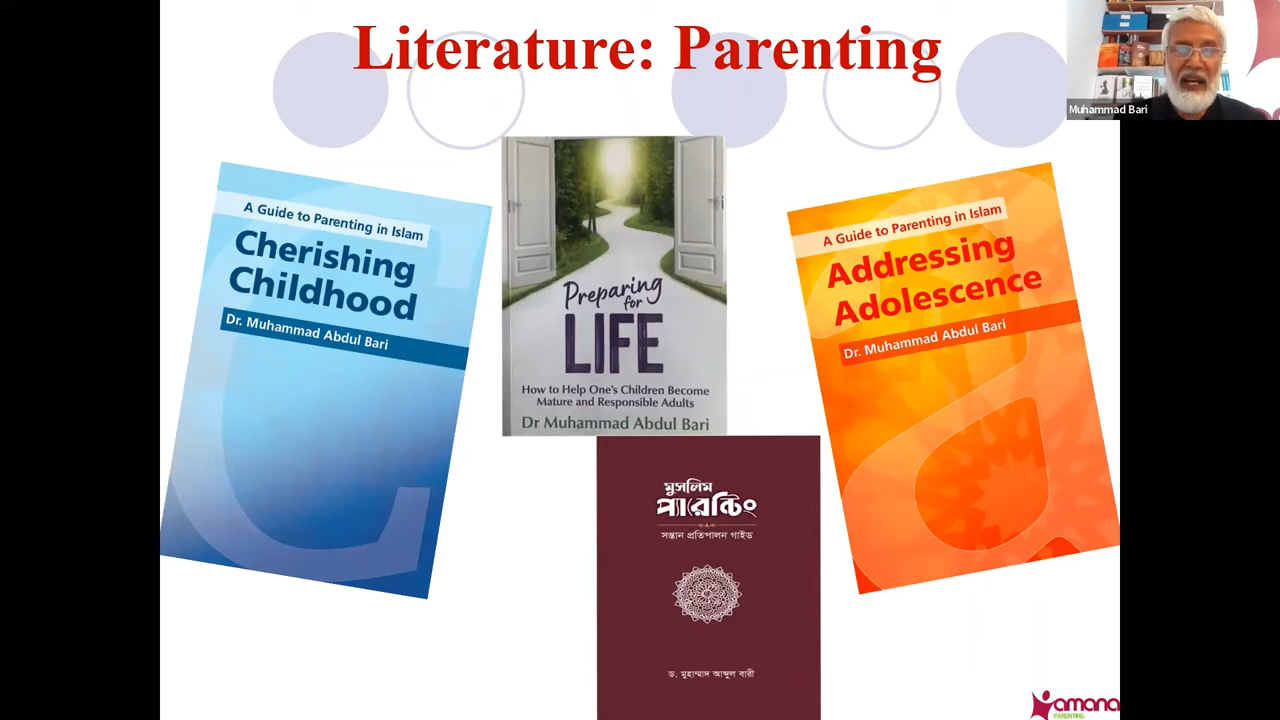 Literature: Parenting
Muhammad Bari
A Guide to Parenting in Islam
Cherishing
Childhood
Dr. Muhammad Abdul Bari
Preparing
for
LIFE
How to Help One's Children Become
Mature and Responsible Adults
Dr Muhammad Abdul Bari
A Guide to Parenting in Islam
Addressing
Adolescence
Dr. Muhammad Abdul Bari
মুসলিম
প্যারেন্টিং
সন্তান প্রতিপালন গাইড
ড. মুহাম্মাদ আব্দুল বারী
amana
PARENTING